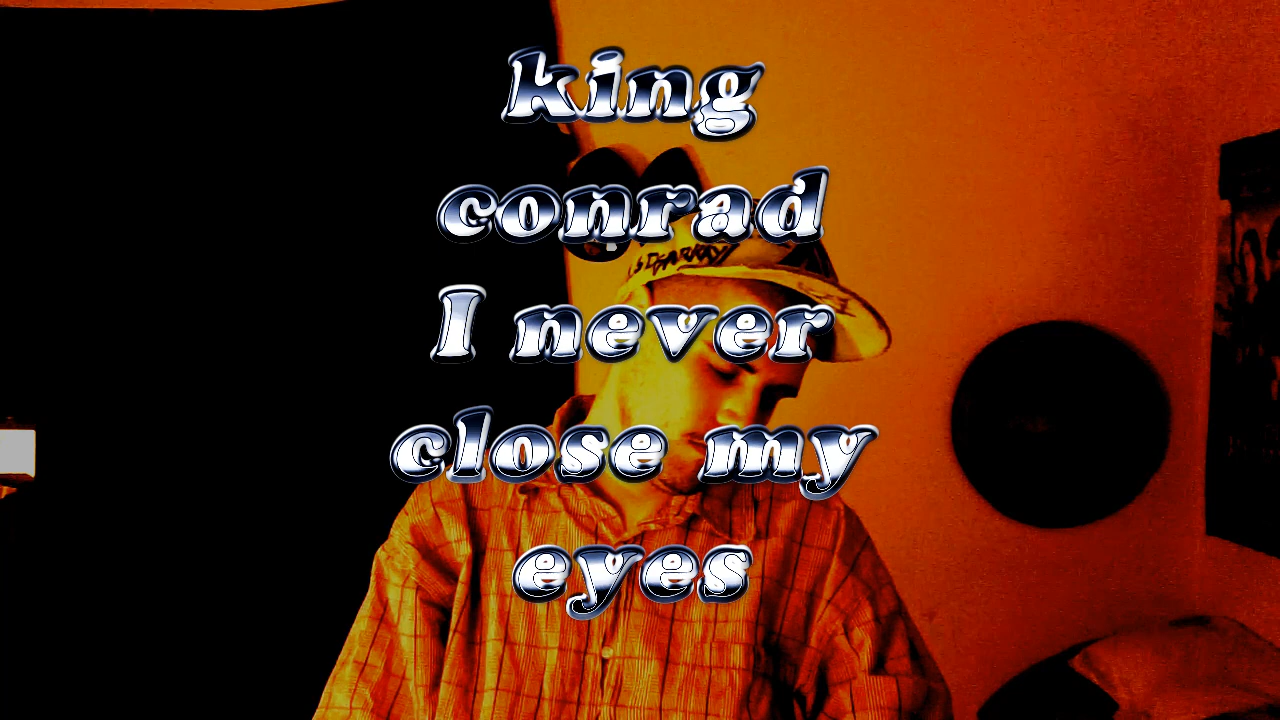 king
conrad
I never
close my
eyes